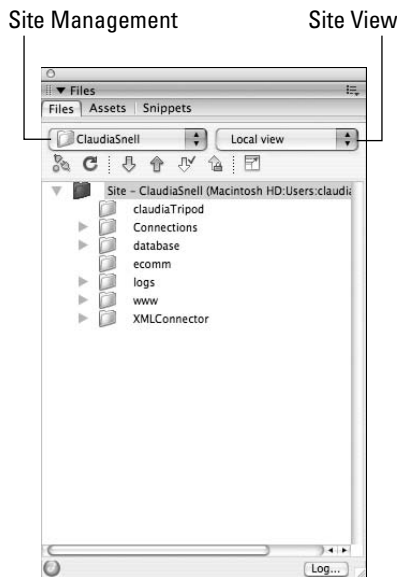 Site Management Site View
Files
Files Assets Snippets
ClaudiaSnell Local view
Site – ClaudiaSnell (Macintosh HD:Users:claudia
claudiaTripod
Connections
database
ecomm
logs
www
XMLConnector
Log...